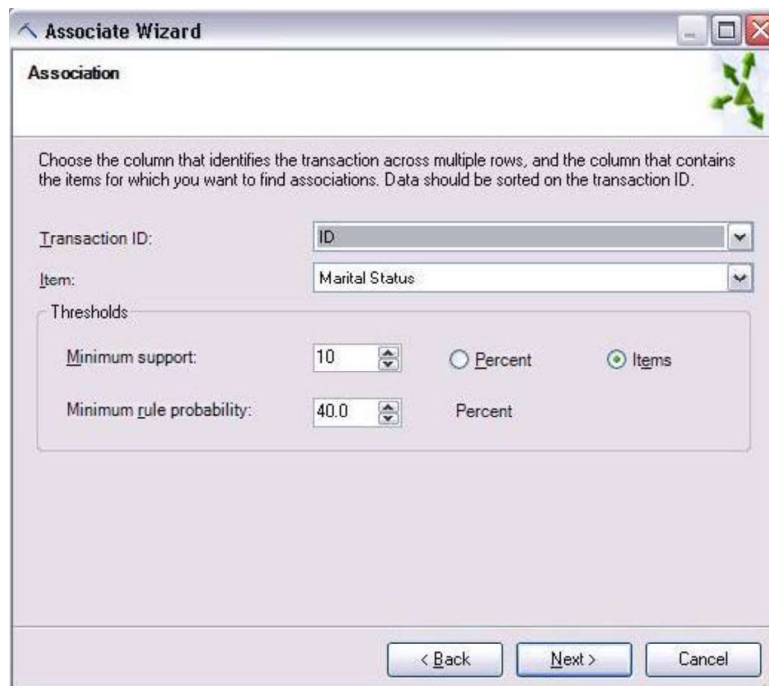 Associate Wizard
Association
Choose the column that identifies the transaction across multiple rows, and the column that contains
the items for which you want to find associations. Data should be sorted on the transaction ID.
Transaction ID: ID
Item: Marital Status
Thresholds
Minimum support: 10 Percent Items
Minimum rule probability: 40.0 Percent
< Back Next > Cancel